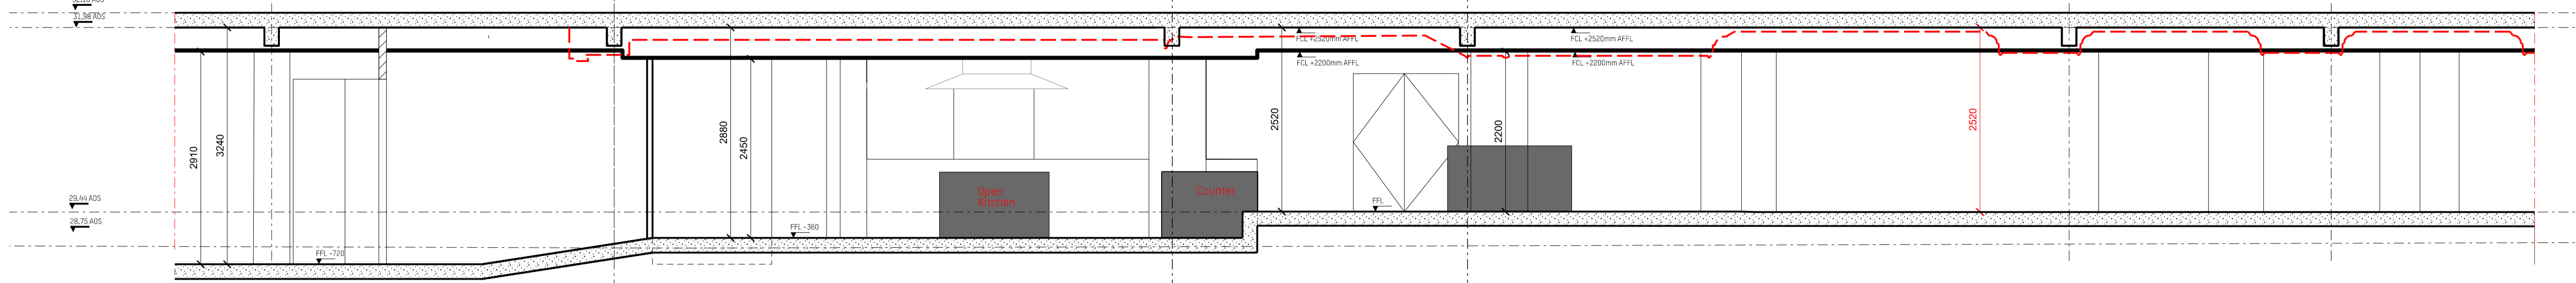 31.98 AOS
FCL +2520mm AFFL
FCL +2520mm AFFL
FCL +2200mm AFFL
FCL +2200mm AFFL
2910
3240
2880
2450
2520
2200
2520
Open
Kitchen
Counter
29.44 AOS
28.75 AOS
FFL
FFL -360
FFL -720